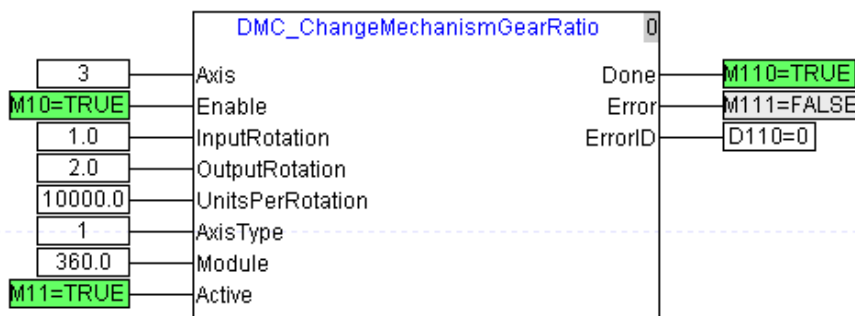 DMC_ChangeMechanismGearRatio 0
3 Axis Done M110=TRUE
M10=TRUE Enable Error M111=FALSE
1.0 InputRotation ErrorID D110=0
2.0 OutputRotation
10000.0 UnitsPerRotation
1 AxisType
360.0 Module
M11=TRUE Active